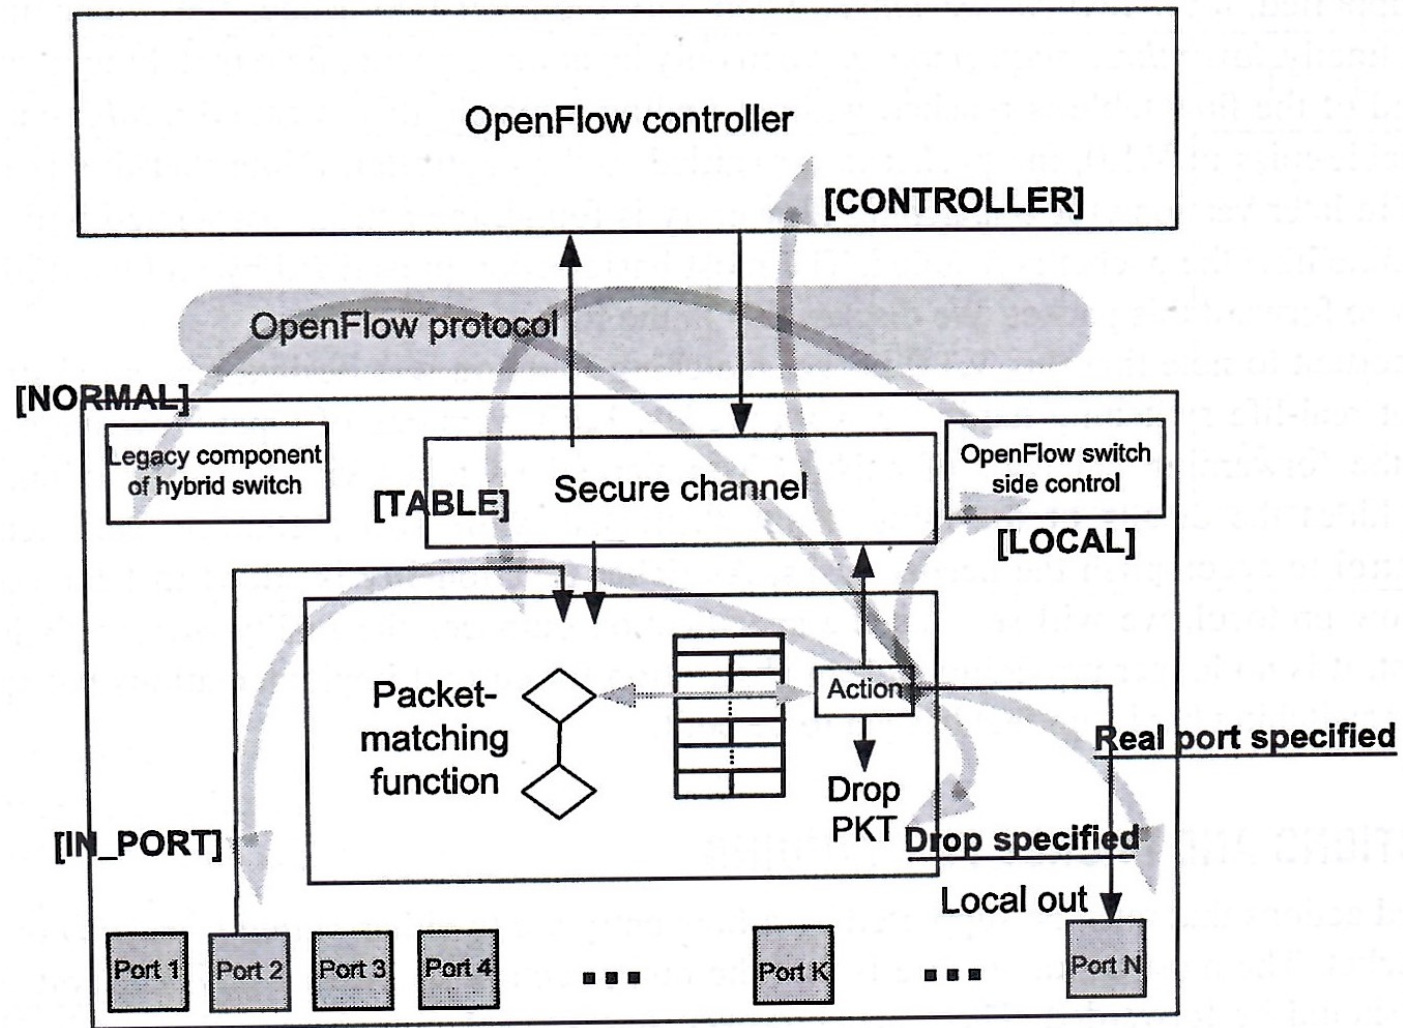 OpenFlow controller
[CONTROLLER]
OpenFlow protocol
[NORMAL]
Legacy component
of hybrid switch
Secure channel
[TABLE]
OpenFlow switch
side control
[LOCAL]
Packet-
matching
function
Action
Real port specified
Drop
PKT
Drop specified
[IN_PORT]
Local out
Port 1
Port 2
Port 3
Port 4
...
Port K
...
Port N